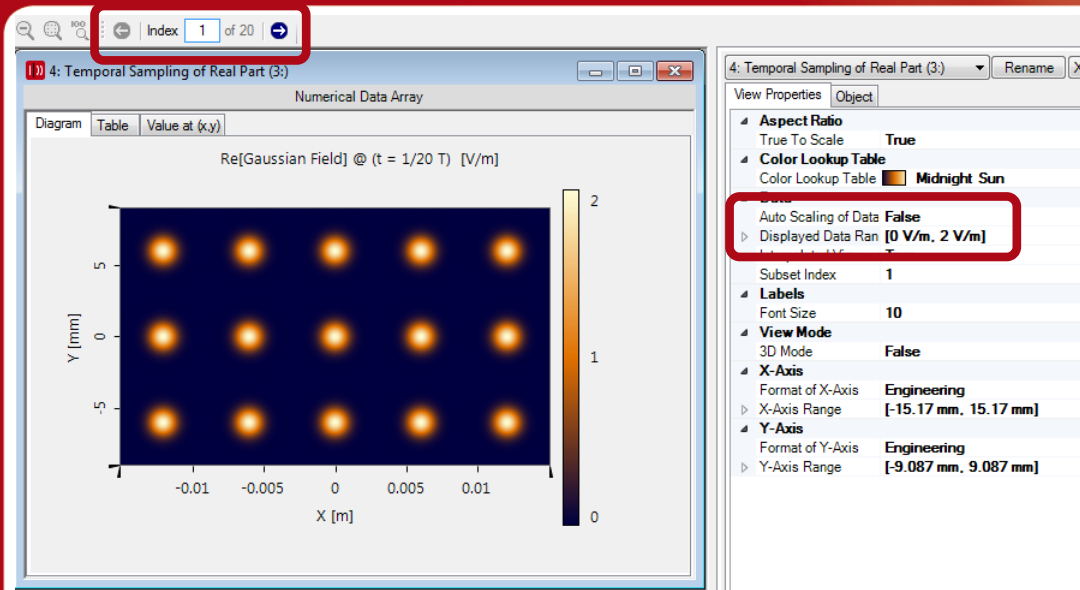 100
Index 1 of 20
4: Temporal Sampling of Real Part (3:)
Numerical Data Array
Diagram Table Value at (x,y)
Re[Gaussian Field] @ (t = 1/20 T) [V/m]
2
1
0
5
0
-5
Y [mm]
-0.01 -0.005 0 0.005 0.01
X [m]
4: Temporal Sampling of Real Part (3:) Rename X
View Properties Object
Aspect Ratio
True To Scale True
Color Lookup Table
Color Lookup Table Midnight Sun
Auto Scaling of Data False
Displayed Data Ran [0 V/m, 2 V/m]
Subset Index 1
Labels
Font Size 10
View Mode
3D Mode False
X-Axis
Format of X-Axis Engineering
X-Axis Range [-15.17 mm, 15.17 mm]
Y-Axis
Format of Y-Axis Engineering
Y-Axis Range [-9.087 mm, 9.087 mm]